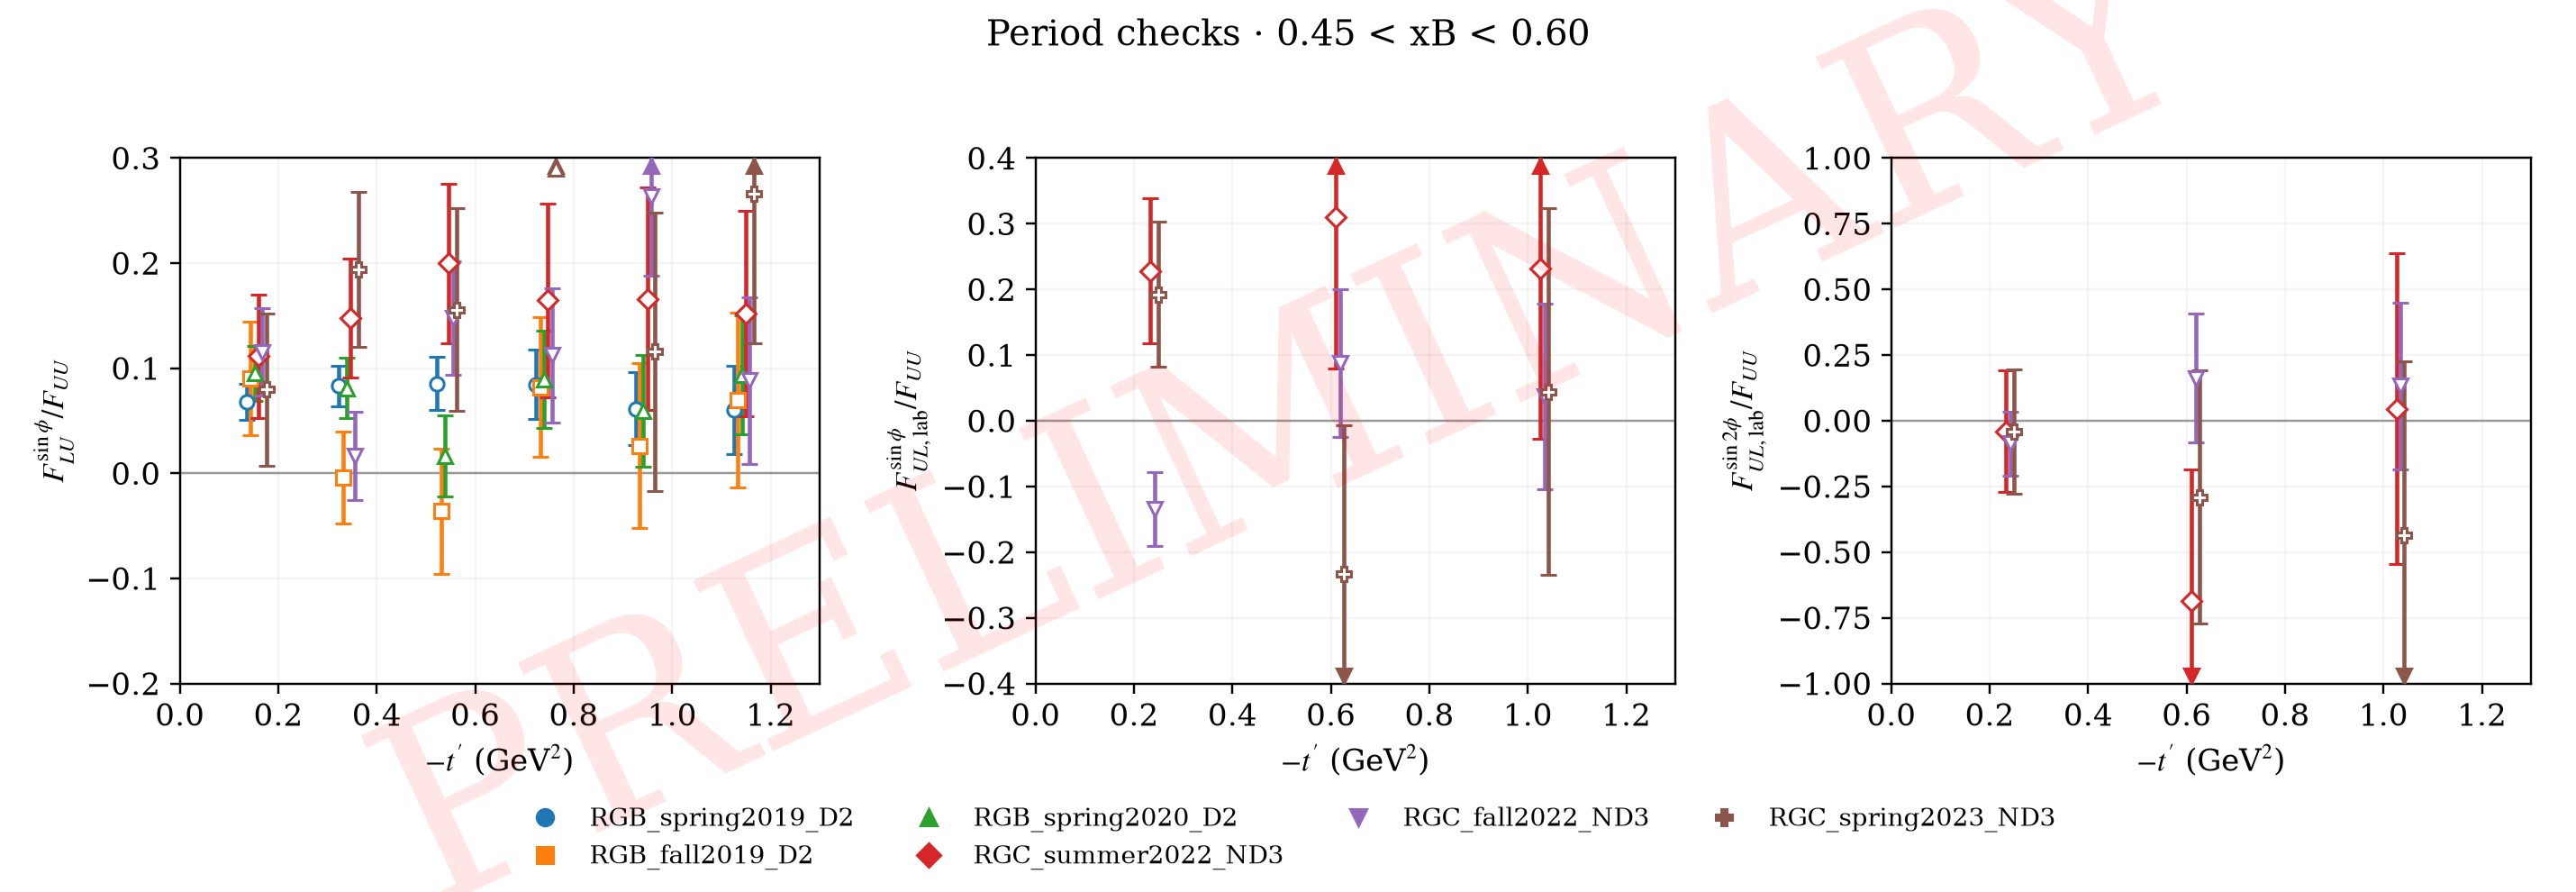 Period checks · 0.45 < xB < 0.60
F_{LU}^{sin ϕ}/F_{UU}
0.3
0.2
0.1
0.0
−0.1
−0.2
0.0 0.2 0.4 0.6 0.8 1.0 1.2
−t′ (GeV²)
F_{UL,lab}^{sin ϕ}/F_{UU}
0.4
0.3
0.2
0.1
0.0
−0.1
−0.2
−0.3
−0.4
0.0 0.2 0.4 0.6 0.8 1.0 1.2
−t′ (GeV²)
F_{UL,lab}^{sin 2ϕ}/F_{UU}
1.00
0.75
0.50
0.25
0.00
−0.25
−0.50
−0.75
−1.00
0.0 0.2 0.4 0.6 0.8 1.0 1.2
−t′ (GeV²)
PRELIMINARY
RGB_spring2019_D2 RGB_spring2020_D2 RGC_fall2022_ND3 RGC_spring2023_ND3
RGB_fall2019_D2 RGC_summer2022_ND3